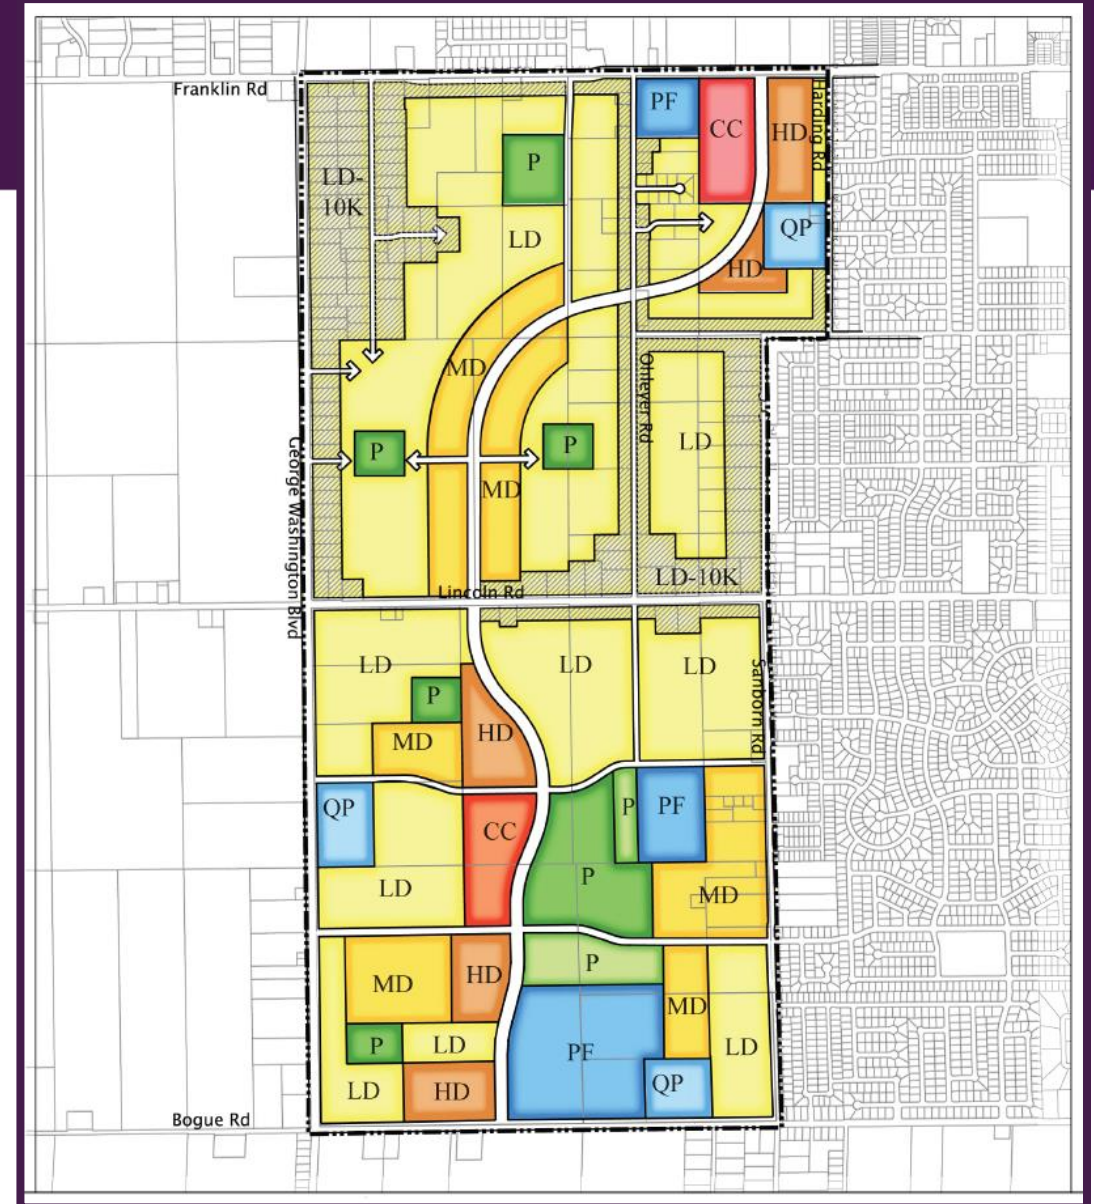 Franklin Rd
PF
CC
HD
Harding Rd
P
LD-
10K
LD
QP
HD
MD
Ohleyer Rd
P
P
LD
MD
George Washington Blvd
LD-10K
Lincoln Rd
LD
LD
LD
Sanborn Rd
P
MD
HD
QP
CC
P
PF
P
LD
MD
P
MD
HD
MD
P
LD
PF
LD
QP
LD
HD
Bogue Rd